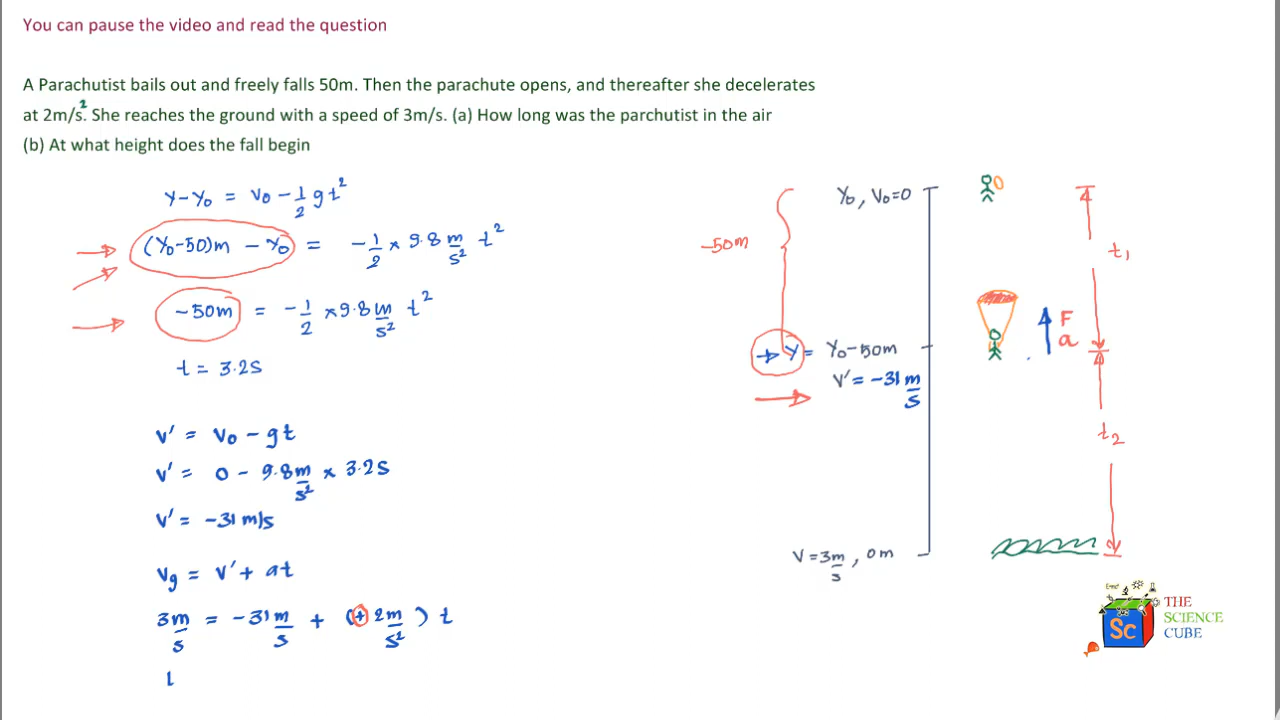 You can pause the video and read the question
A Parachutist bails out and freely falls 50m. Then the parachute opens, and thereafter she decelerates
at 2m/s². She reaches the ground with a speed of 3m/s. (a) How long was the parchutist in the air
(b) At what height does the fall begin
Y-Y₀ = V₀ - 1/2 gt²
(Y₀-50)m - Y₀ = -1/2 × 9.8 m/s² t²
-50m = -1/2 × 9.8 m/s² t²
t = 3.2s
V' = V₀ - gt
V' = 0 - 9.8 m/s² × 3.2s
V' = -31 m/s
Vg = V' + at
3 m/s = -31 m/s + (+2 m/s²) t
Y₀, V₀=0
-50m
t₁
F
a
Y = Y₀-50m
V' = -31 m/s
t₂
V = 3 m/s, 0m
THE
SCIENCE
CUBE
Sc